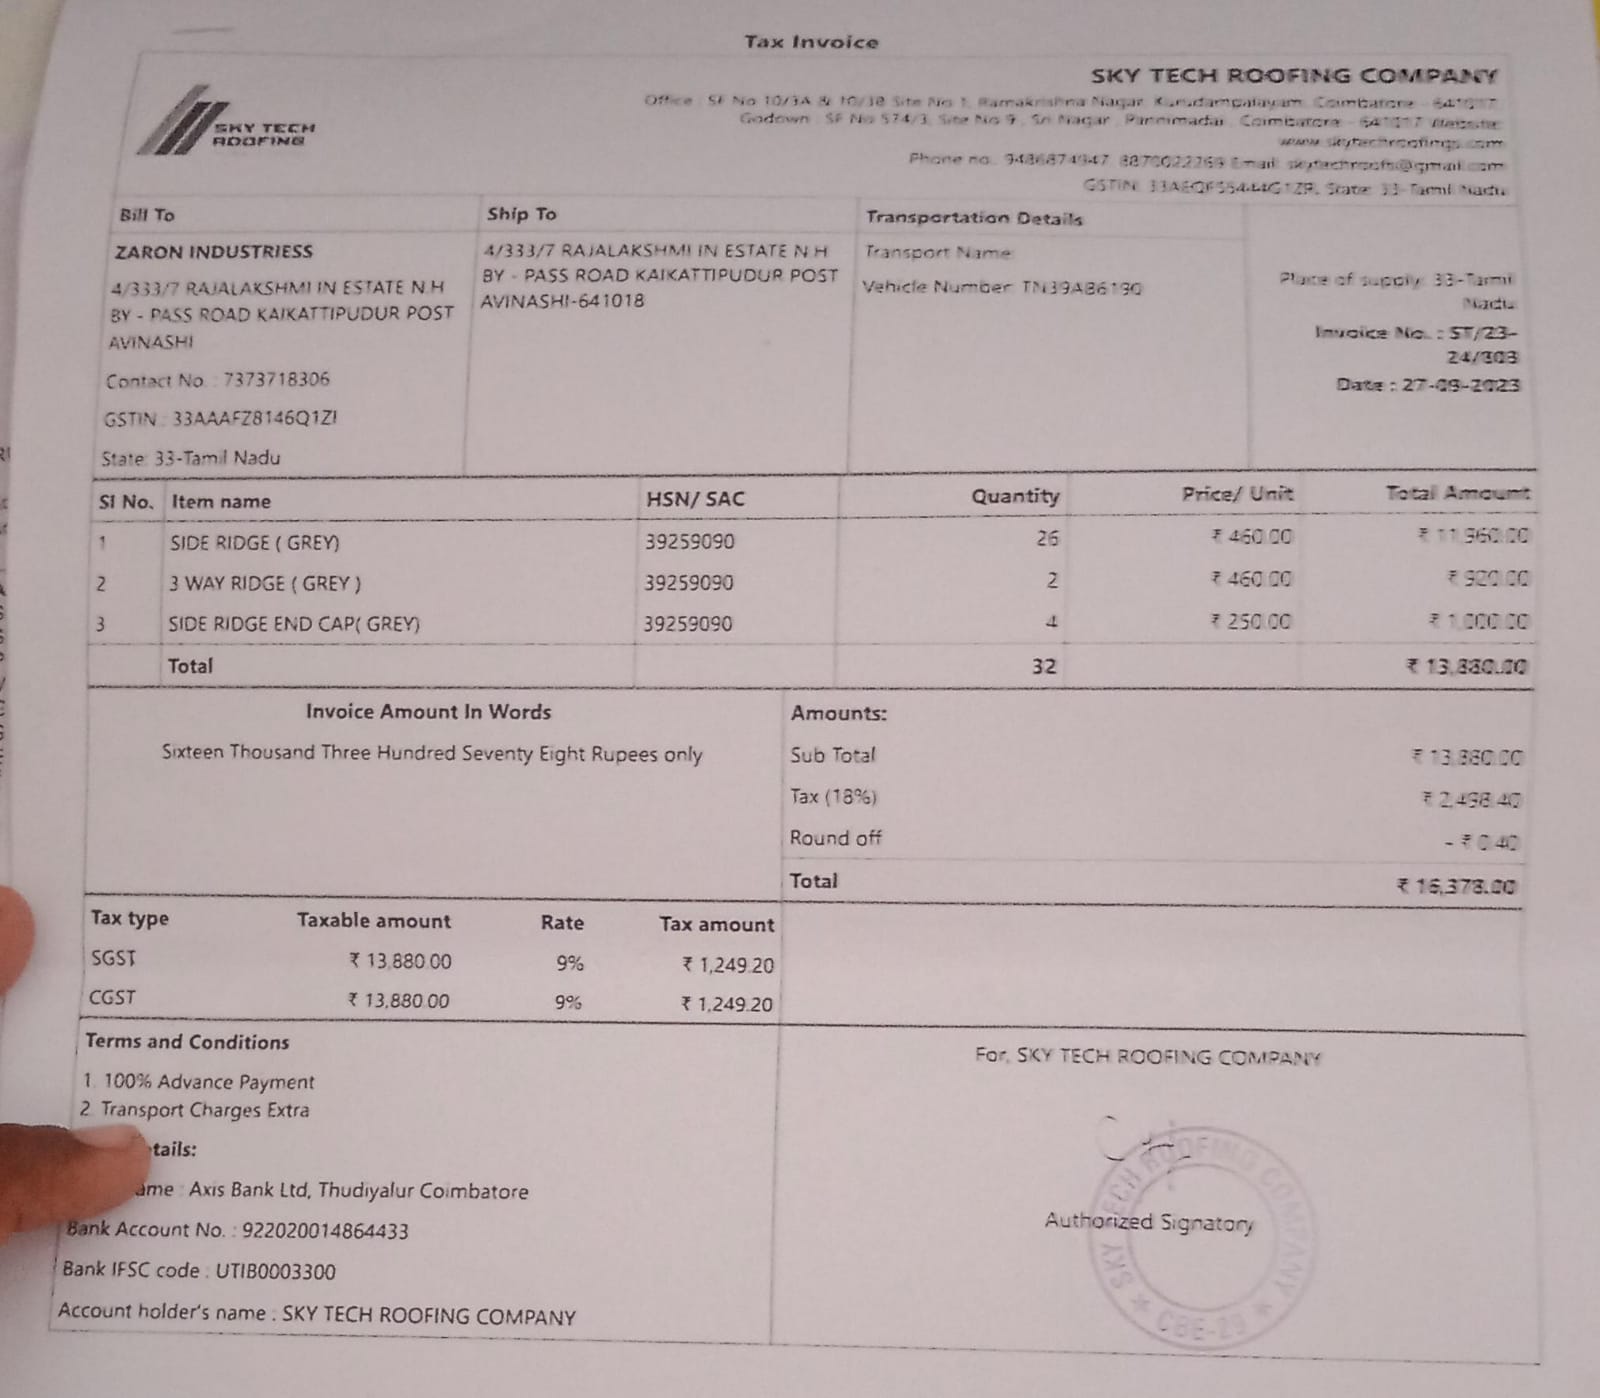 Tax Invoice
SKY TECH ROOFING
SKY TECH ROOFING COMPANY
Office : SF No 10/3A & 10/3B Site No 1, Ramakrishna Nagar, Kurudampalayam, Coimbatore - 641017
Godown : SF No 574/3, Site No 9, Sri Nagar, Pannimadai, Coimbatore - 641017 Website:
www.skytechroofings.com
Phone no.: 9486874947, 8870022269 Email: skytechroofs@gmail.com
State: 33-Tamil Nadu
Bill To
ZARON INDUSTRIESS
4/333/7 RAJALAKSHMI IN ESTATE N.H
BY - PASS ROAD KAIKATTIPUDUR POST
AVINASHI
Contact No. : 7373718306
GSTIN : 33AAAFZ8146Q1ZI
State: 33-Tamil Nadu
Ship To
4/333/7 RAJALAKSHMI IN ESTATE N H
BY - PASS ROAD KAIKATTIPUDUR POST
AVINASHI-641018
Transportation Details
Transport Name:
Vehicle Number: TN39AB6190
Place of supply: 33-Tamil
Nadu
Invoice No. : ST/23-
24/303
Date : 27-09-2023
Sl No. Item name HSN/ SAC Quantity Price/ Unit Total Amount
1 SIDE RIDGE ( GREY) 39259090 26 ₹ 460.00 ₹ 11,960.00
2 3 WAY RIDGE ( GREY ) 39259090 2 ₹ 460.00 ₹ 920.00
3 SIDE RIDGE END CAP( GREY) 39259090 4 ₹ 250.00 ₹ 1,000.00
Total 32 ₹ 13,880.00
Invoice Amount In Words
Sixteen Thousand Three Hundred Seventy Eight Rupees only
Amounts:
Sub Total ₹ 13,880.00
Tax (18%) ₹ 2,498.40
Round off - ₹ 0.40
Total ₹ 16,378.00
Tax type Taxable amount Rate Tax amount
SGST ₹ 13,880.00 9% ₹ 1,249.20
CGST ₹ 13,880.00 9% ₹ 1,249.20
Terms and Conditions
1. 100% Advance Payment
2. Transport Charges Extra
tails:
ame : Axis Bank Ltd, Thudiyalur Coimbatore
Bank Account No. : 922020014864433
Bank IFSC code : UTIB0003300
Account holder's name : SKY TECH ROOFING COMPANY
For, SKY TECH ROOFING COMPANY
Authorized Signatory
SKY TECH ROOFING COMPANY
★ CBE-29 ★